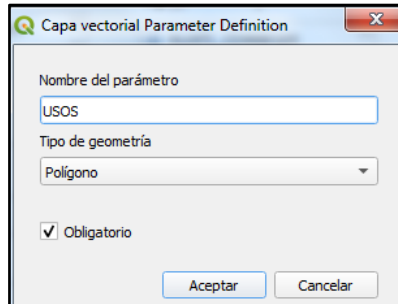 Capa vectorial Parameter Definition
Nombre del parámetro
USOS
Tipo de geometría
Polígono
Obligatorio
Aceptar Cancelar